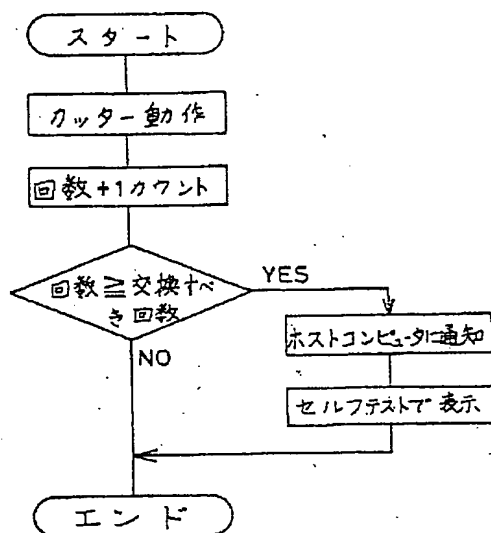 スタート
カッター動作
回数+1カウント
回数≧交換すべ
き回数
YES
NO
ホストコンピュータに通知
セルフテストで表示
エンド